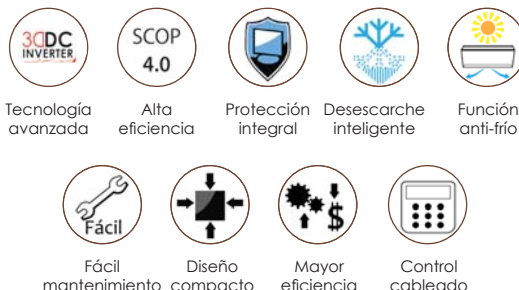 3DDC
INVERTER
SCOP
4.0
Tecnología
avanzada
Alta
eficiencia
Protección
integral
Desescarche
inteligente
Función
anti-frío
Fácil
$
Fácil
mantenimiento
Diseño
compacto
Mayor
eficiencia
Control
cableado